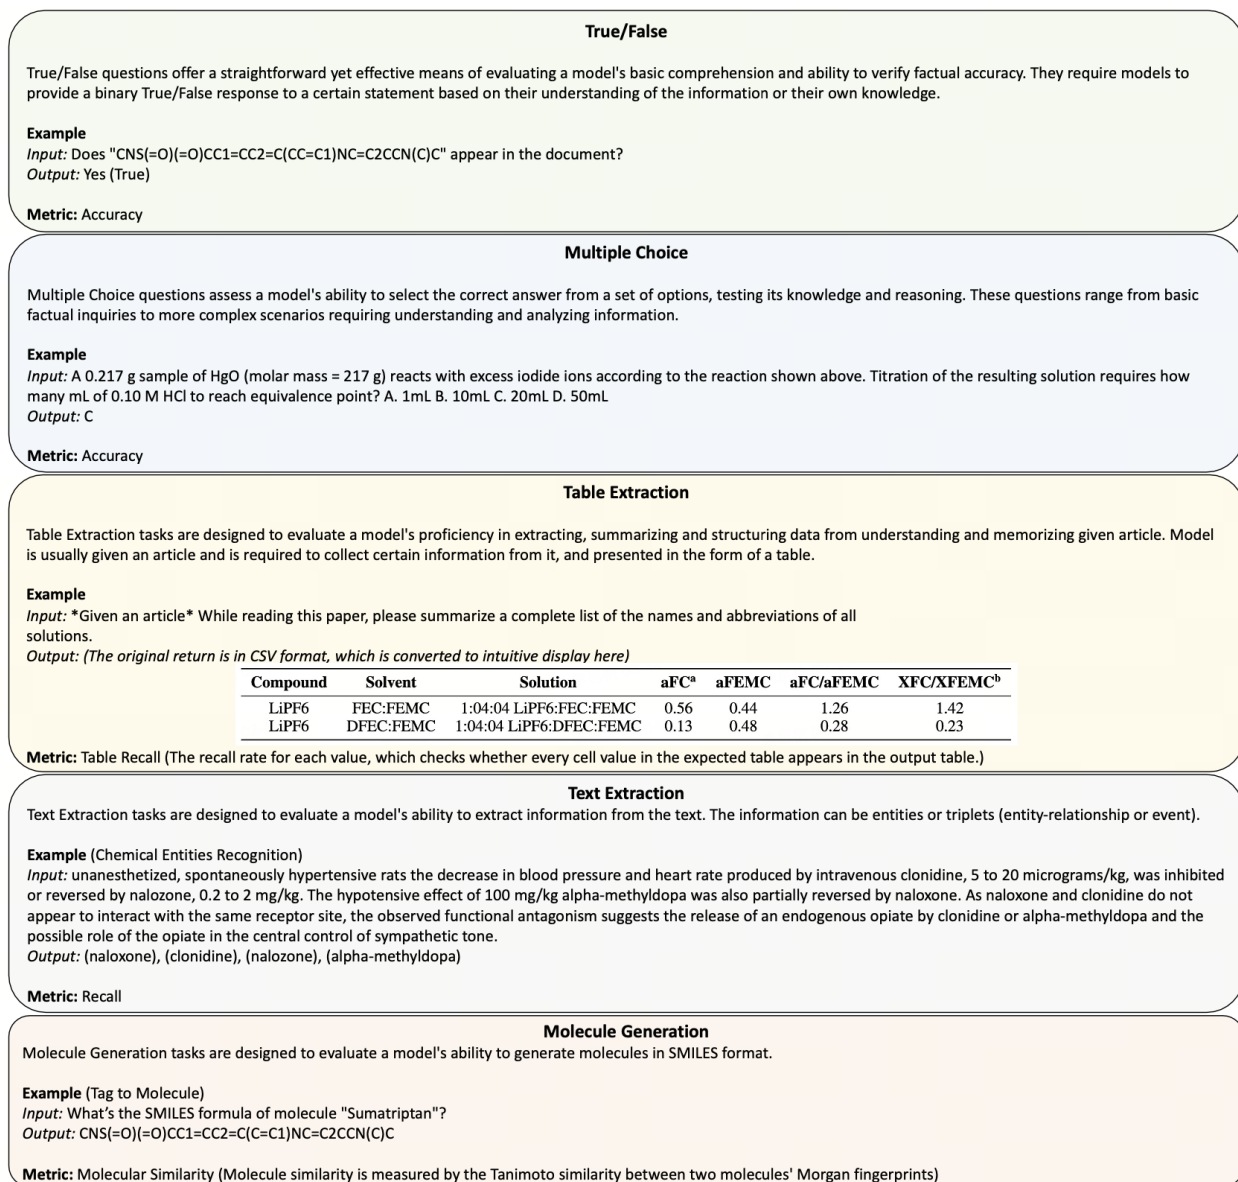 True/False
True/False questions offer a straightforward yet effective means of evaluating a model's basic comprehension and ability to verify factual accuracy. They require models to
provide a binary True/False response to a certain statement based on their understanding of the information or their own knowledge.
Example
Input: Does "CNS(=O)(=O)CC1=CC2=C(CC=C1)NC=C2CCN(C)C" appear in the document?
Output: Yes (True)
Metric: Accuracy
Multiple Choice
Multiple Choice questions assess a model's ability to select the correct answer from a set of options, testing its knowledge and reasoning. These questions range from basic
factual inquiries to more complex scenarios requiring understanding and analyzing information.
Example
Input: A 0.217 g sample of HgO (molar mass = 217 g) reacts with excess iodide ions according to the reaction shown above. Titration of the resulting solution requires how
many mL of 0.10 M HCl to reach equivalence point? A. 1mL B. 10mL C. 20mL D. 50mL
Output: C
Metric: Accuracy
Table Extraction
Table Extraction tasks are designed to evaluate a model's proficiency in extracting, summarizing and structuring data from understanding and memorizing given article. Model
is usually given an article and is required to collect certain information from it, and presented in the form of a table.
Example
Input: *Given an article* While reading this paper, please summarize a complete list of the names and abbreviations of all
solutions.
Output: (The original return is in CSV format, which is converted to intuitive display here)
Compound Solvent Solution aFCa aFEMC aFC/aFEMC XFC/XFEMCb
LiPF6 FEC:FEMC 1:04:04 LiPF6:FEC:FEMC 0.56 0.44 1.26 1.42
LiPF6 DFEC:FEMC 1:04:04 LiPF6:DFEC:FEMC 0.13 0.48 0.28 0.23
Metric: Table Recall (The recall rate for each value, which checks whether every cell value in the expected table appears in the output table.)
Text Extraction
Text Extraction tasks are designed to evaluate a model's ability to extract information from the text. The information can be entities or triplets (entity-relationship or event).
Example (Chemical Entities Recognition)
Input: unanesthetized, spontaneously hypertensive rats the decrease in blood pressure and heart rate produced by intravenous clonidine, 5 to 20 micrograms/kg, was inhibited
or reversed by nalozone, 0.2 to 2 mg/kg. The hypotensive effect of 100 mg/kg alpha-methyldopa was also partially reversed by naloxone. As naloxone and clonidine do not
appear to interact with the same receptor site, the observed functional antagonism suggests the release of an endogenous opiate by clonidine or alpha-methyldopa and the
possible role of the opiate in the central control of sympathetic tone.
Output: (naloxone), (clonidine), (nalozone), (alpha-methyldopa)
Metric: Recall
Molecule Generation
Molecule Generation tasks are designed to evaluate a model's ability to generate molecules in SMILES format.
Example (Tag to Molecule)
Input: What's the SMILES formula of molecule "Sumatriptan"?
Output: CNS(=O)(=O)CC1=CC2=C(C=C1)NC=C2CCN(C)C
Metric: Molecular Similarity (Molecule similarity is measured by the Tanimoto similarity between two molecules' Morgan fingerprints)